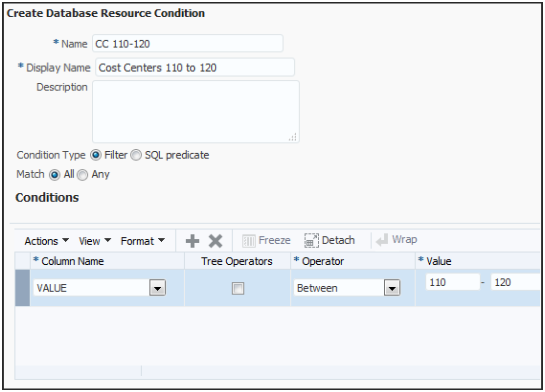 Create Database Resource Condition
* Name CC 110-120
* Display Name Cost Centers 110 to 120
Description
Condition Type Filter SQL predicate
Match All Any
Conditions
Actions View Format Freeze Detach Wrap
* Column Name Tree Operators * Operator * Value
VALUE Between 110 - 120